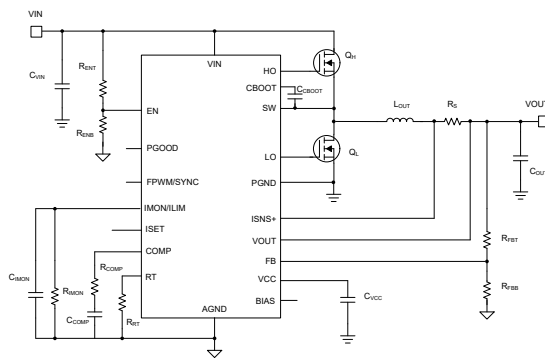 VIN
VIN
QH
RENT
HO
CVIN
CBOOT
CCBOOT
EN
SW
LOUT
RS
VOUT
RENB
PGOOD
LO
QL
COUT
FPWM/SYNC
PGND
IMON/ILIM
ISNS+
ISET
VOUT
RFBT
COMP
FB
CIMON
RIMON
RCOMP
RT
VCC
CCOMP
RRT
BIAS
CVCC
RFBB
AGND